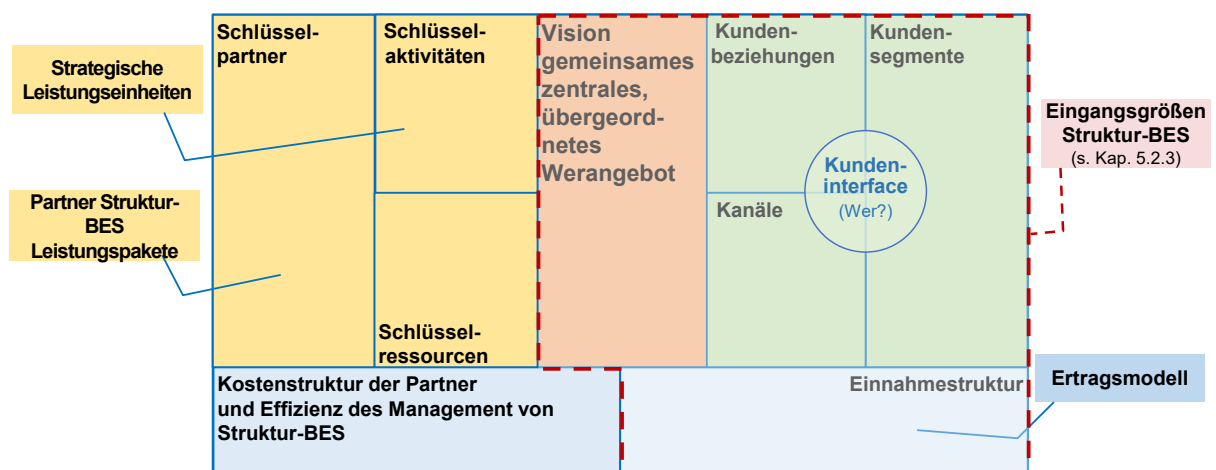 Strategische
Leistungseinheiten
Partner Struktur-
BES
Leistungspakete
Schlüssel-
partner
Schlüssel-
aktivitäten
Schlüssel-
ressourcen
Vision
gemeinsames
zentrales,
übergeord-
netes
Werangebot
Kunden-
beziehungen
Kunden-
segmente
Kunden-
interface
(Wer?)
Kanäle
Kostenstruktur der Partner
und Effizienz des Management von
Struktur-BES
Einnahmestruktur
Eingangsgrößen
Struktur-BES
(s. Kap. 5.2.3)
Ertragsmodell